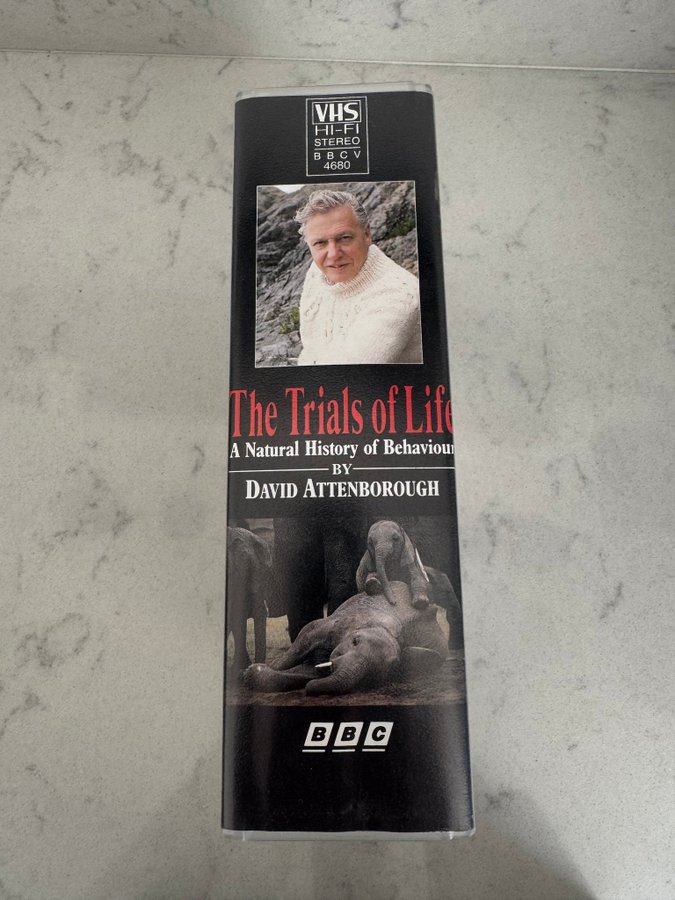 VHS
HI-FI
STEREO
BBCV
4680
The Trials of Life
A Natural History of Behaviour
BY
DAVID ATTENBOROUGH
BBC